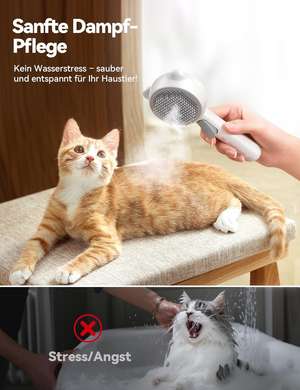 Sanfte Dampf-
Pflege
Kein Wasserstress – sauber
und entspannt für Ihr Haustier!
Stress/Angst